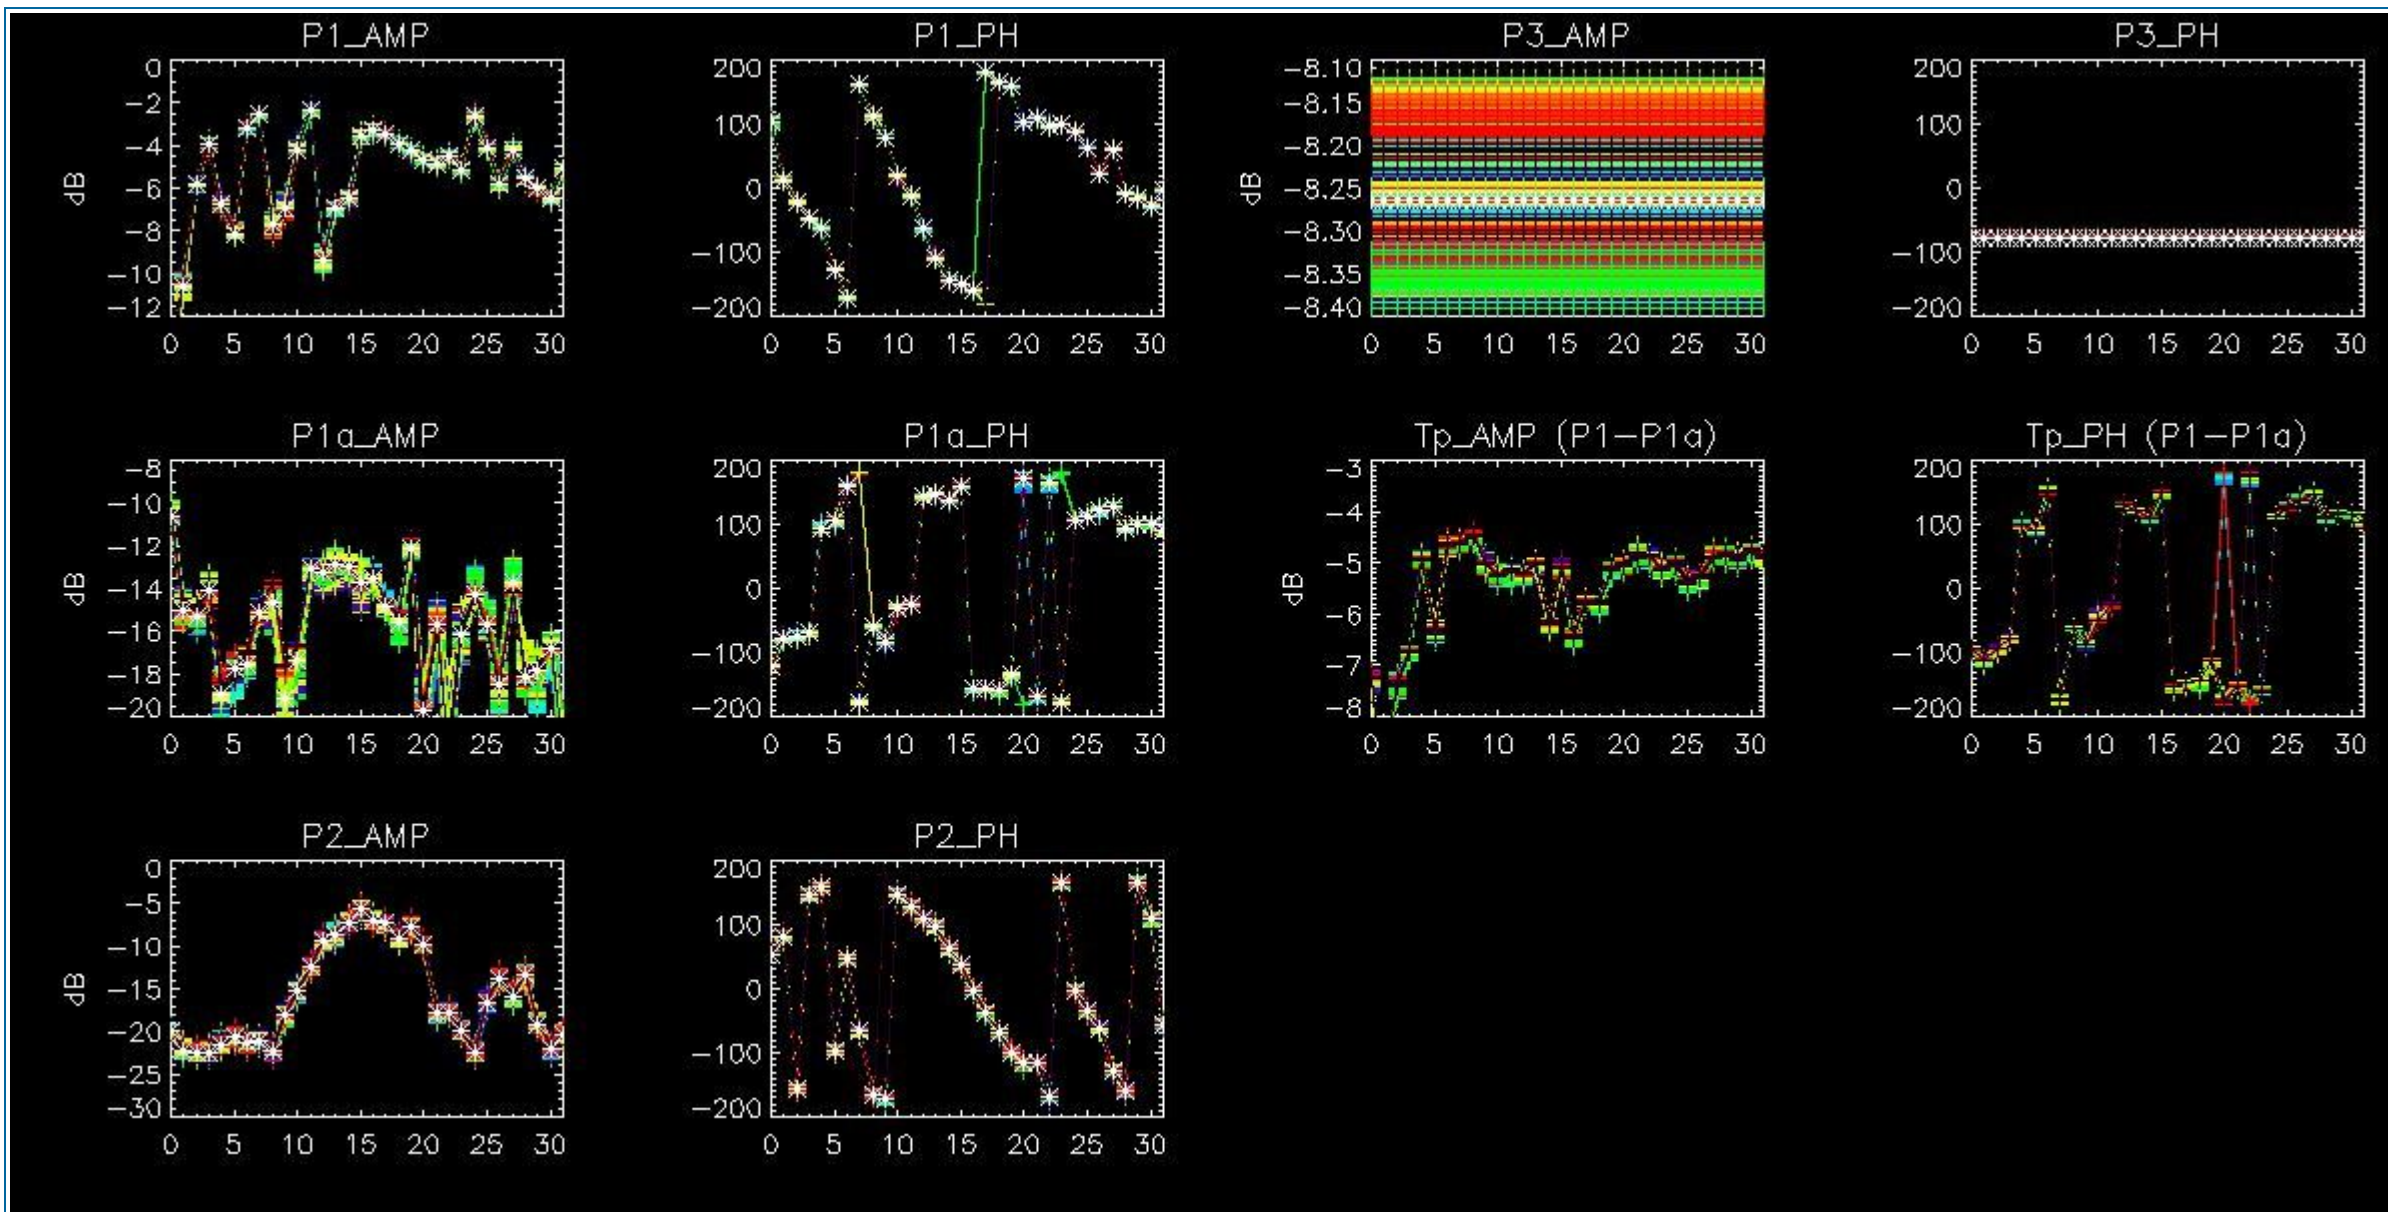 P1_AMP
0
−2
−4
−6
−8
−10
−12
dB
0 5 10 15 20 25 30
P1_PH
200
100
0
−100
−200
0 5 10 15 20 25 30
P3_AMP
−8.10
−8.15
−8.20
−8.25
−8.30
−8.35
−8.40
dB
0 5 10 15 20 25 30
P3_PH
200
100
0
−100
−200
0 5 10 15 20 25 30
P1a_AMP
−8
−10
−12
−14
−16
−18
−20
dB
0 5 10 15 20 25 30
P1a_PH
200
100
0
−100
−200
0 5 10 15 20 25 30
Tp_AMP (P1−P1a)
−3
−4
−5
−6
−7
−8
dB
0 5 10 15 20 25 30
Tp_PH (P1−P1a)
200
100
0
−100
−200
0 5 10 15 20 25 30
P2_AMP
0
−5
−10
−15
−20
−25
−30
dB
0 5 10 15 20 25 30
P2_PH
200
100
0
−100
−200
0 5 10 15 20 25 30